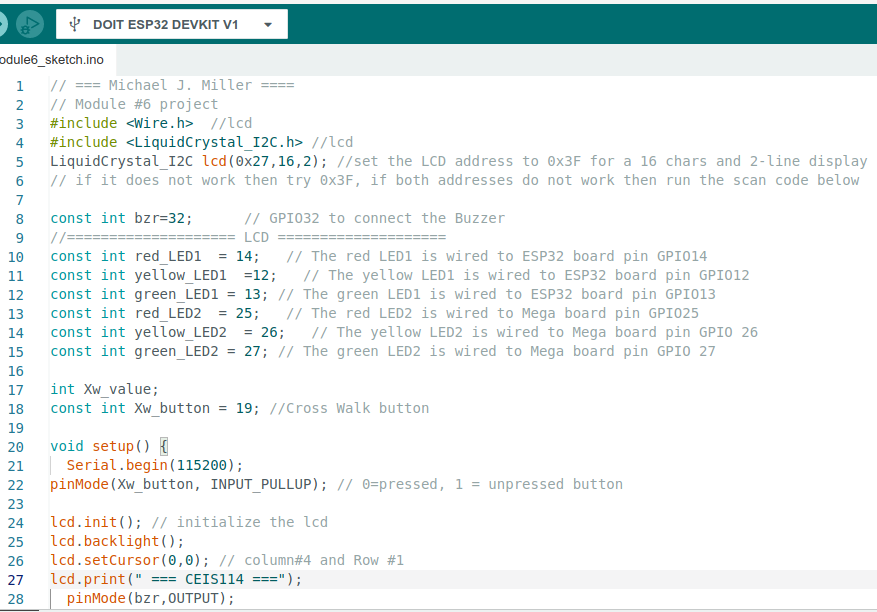 DOIT ESP32 DEVKIT V1
odule6_sketch.ino
1 // === Michael J. Miller ====
2 // Module #6 project
3 #include <Wire.h>  //lcd
4 #include <LiquidCrystal_I2C.h> //lcd
5 LiquidCrystal_I2C lcd(0x27,16,2); //set the LCD address to 0x3F for a 16 chars and 2-line display
6 // if it does not work then try 0x3F, if both addresses do not work then run the scan code below
7
8 const int bzr=32;      // GPIO32 to connect the Buzzer
9 //==================== LCD ====================
10 const int red_LED1  = 14;   // The red LED1 is wired to ESP32 board pin GPIO14
11 const int yellow_LED1  =12;   // The yellow LED1 is wired to ESP32 board pin GPIO12
12 const int green_LED1 = 13; // The green LED1 is wired to ESP32 board pin GPIO13
13 const int red_LED2  = 25;   // The red LED2 is wired to Mega board pin GPIO25
14 const int yellow_LED2  = 26;   // The yellow LED2 is wired to Mega board pin GPIO 26
15 const int green_LED2 = 27; // The green LED2 is wired to Mega board pin GPIO 27
16
17 int Xw_value;
18 const int Xw_button = 19; //Cross Walk button
19
20 void setup() {
21   Serial.begin(115200);
22 pinMode(Xw_button, INPUT_PULLUP); // 0=pressed, 1 = unpressed button
23
24 lcd.init(); // initialize the lcd
25 lcd.backlight();
26 lcd.setCursor(0,0); // column#4 and Row #1
27 lcd.print(" === CEIS114 ===");
28   pinMode(bzr,OUTPUT);